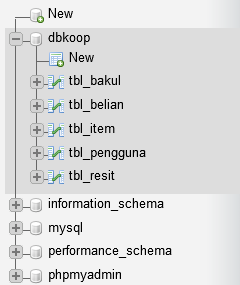 New
dbkoop
New
tbl_bakul
tbl_belian
tbl_item
tbl_pengguna
tbl_resit
information_schema
mysql
performance_schema
phpmyadmin